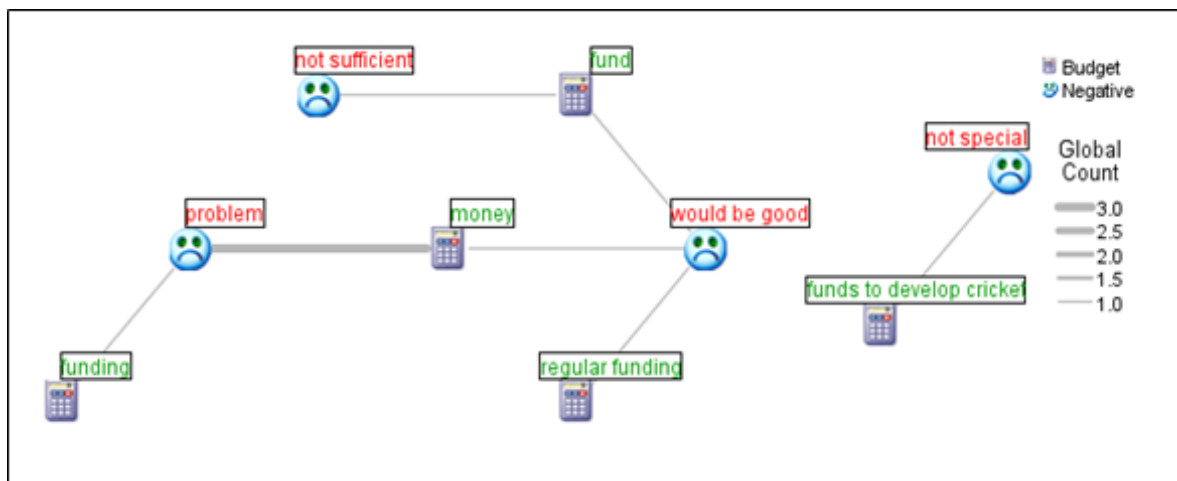 not sufficient
fund
Budget
Negative
not special
Global
Count
3.0
2.5
2.0
1.5
1.0
problem
money
would be good
funds to develop cricket
funding
regular funding